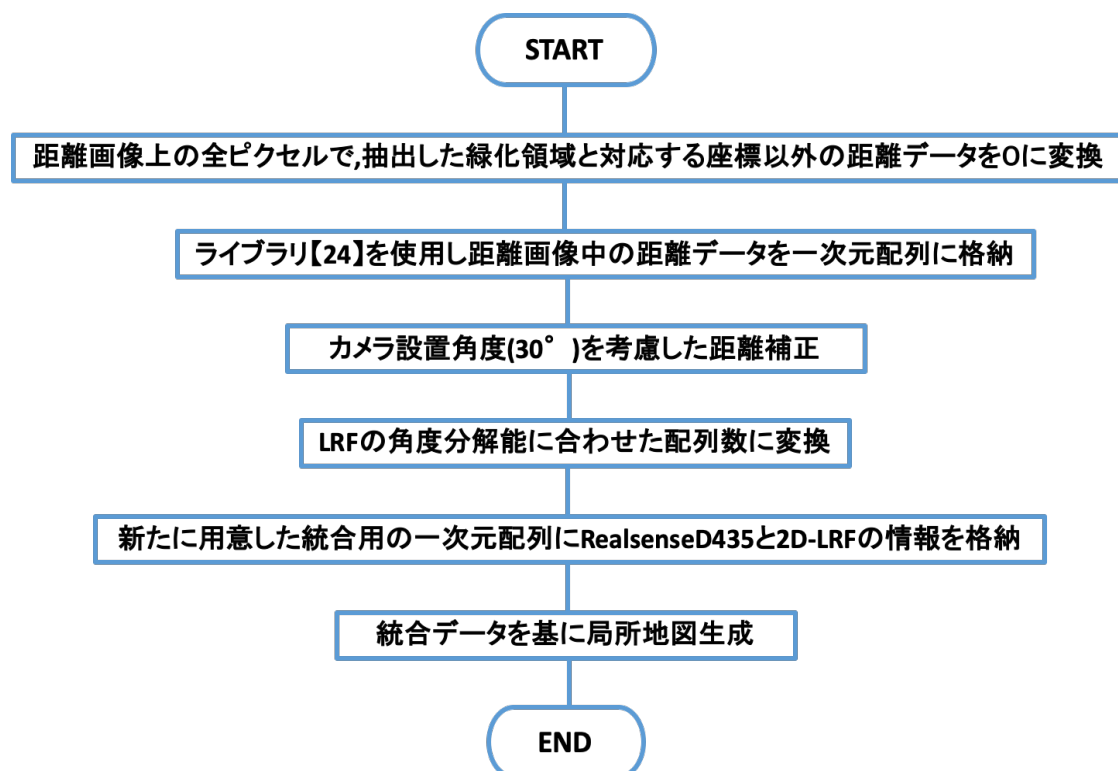 START
距離画像上の全ピクセルで,抽出した緑化領域と対応する座標以外の距離データを0に変換
ライブラリ【24】を使用し距離画像中の距離データを一次元配列に格納
カメラ設置角度(30°)を考慮した距離補正
LRFの角度分解能に合わせた配列数に変換
新たに用意した統合用の一次元配列にRealsenseD435と2D-LRFの情報を格納
統合データを基に局所地図生成
END